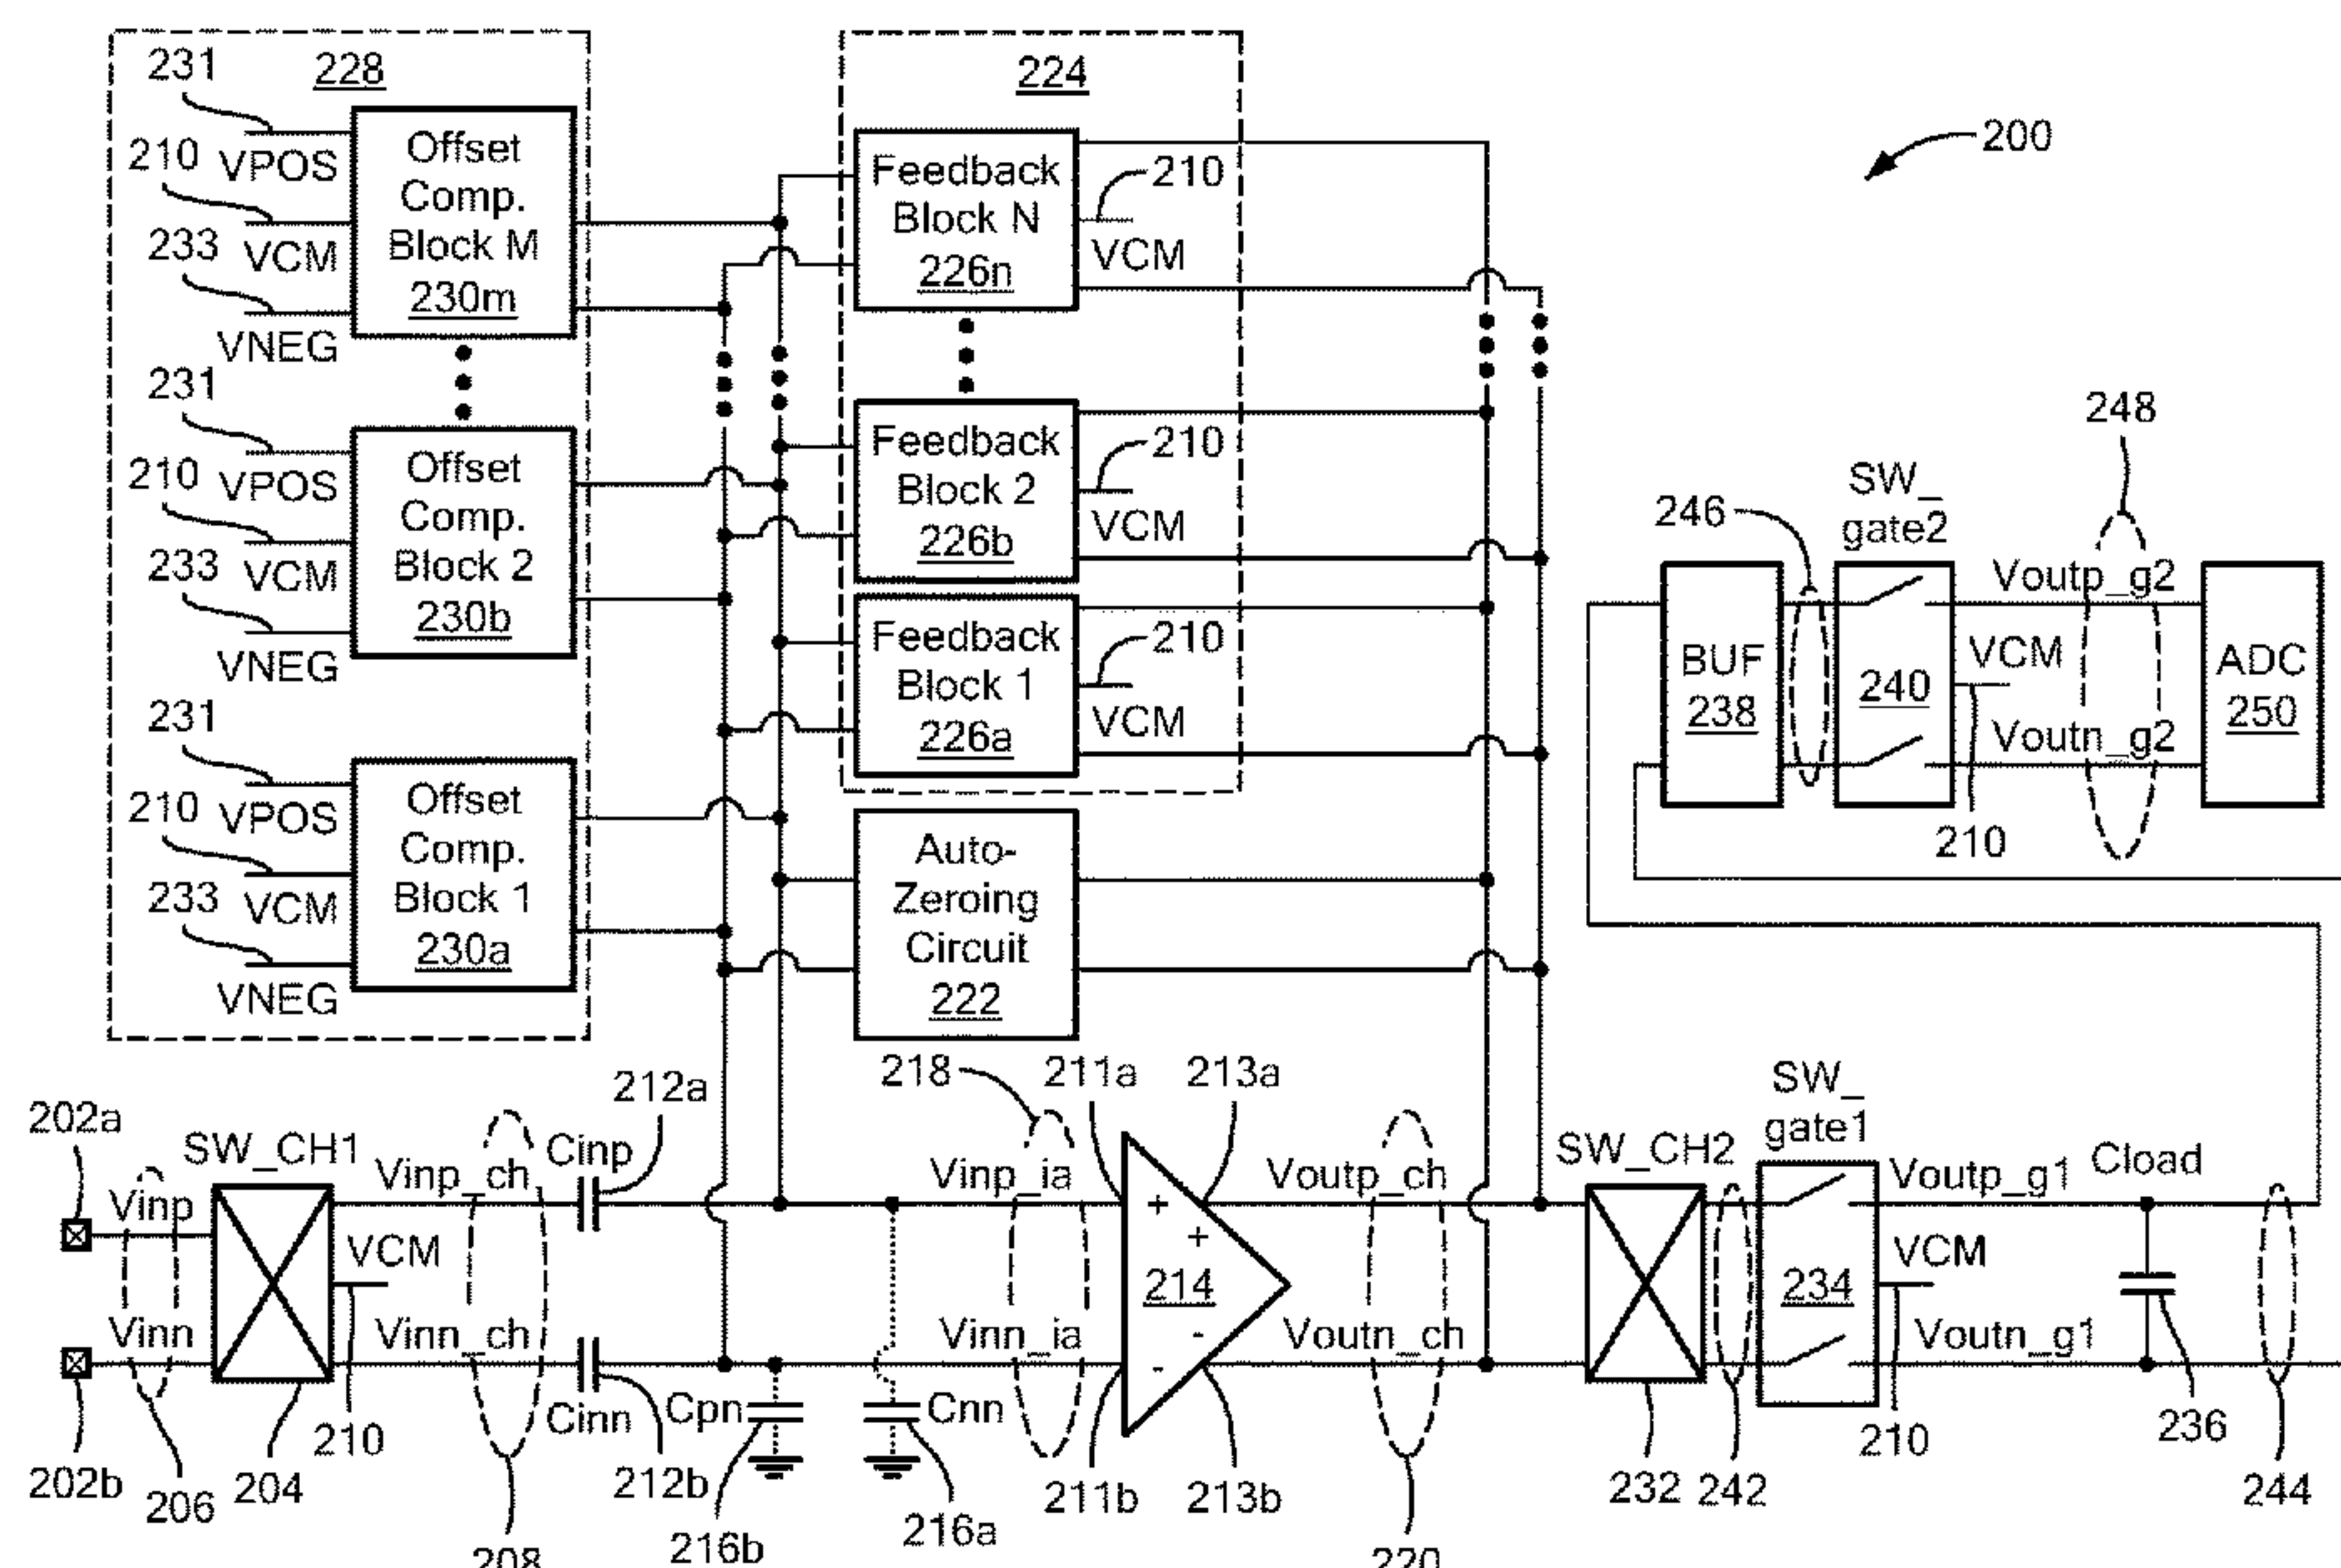 231
228
VPOS
210
Offset
Comp.
Block M
230m
VCM
233
VNEG
231
VPOS
210
Offset
Comp.
Block 2
230b
VCM
233
VNEG
231
VPOS
210
Offset
Comp.
Block 1
230a
VCM
233
VNEG
224
Feedback
Block N
226n
210
VCM
Feedback
Block 2
226b
210
VCM
Feedback
Block 1
226a
210
VCM
Auto-
Zeroing
Circuit
222
200
248
246
SW_
gate2
Voutp_g2
BUF
238
240
VCM
ADC
250
Voutn_g2
210
202a
SW_CH1
Vinp
Vinp_ch
Cinp
212a
VCM
Vinn
Vinn_ch
Cinn
210
202b
206
204
208
212b
Cpn
216b
Cnn
216a
218
211a
213a
Vinp_ia
+
+
214
-
-
Vinn_ia
Voutp_ch
Voutn_ch
211b
213b
220
SW_CH2
SW_
gate1
Voutp_g1
Cload
VCM
234
Voutn_g1
232
242
210
236
244